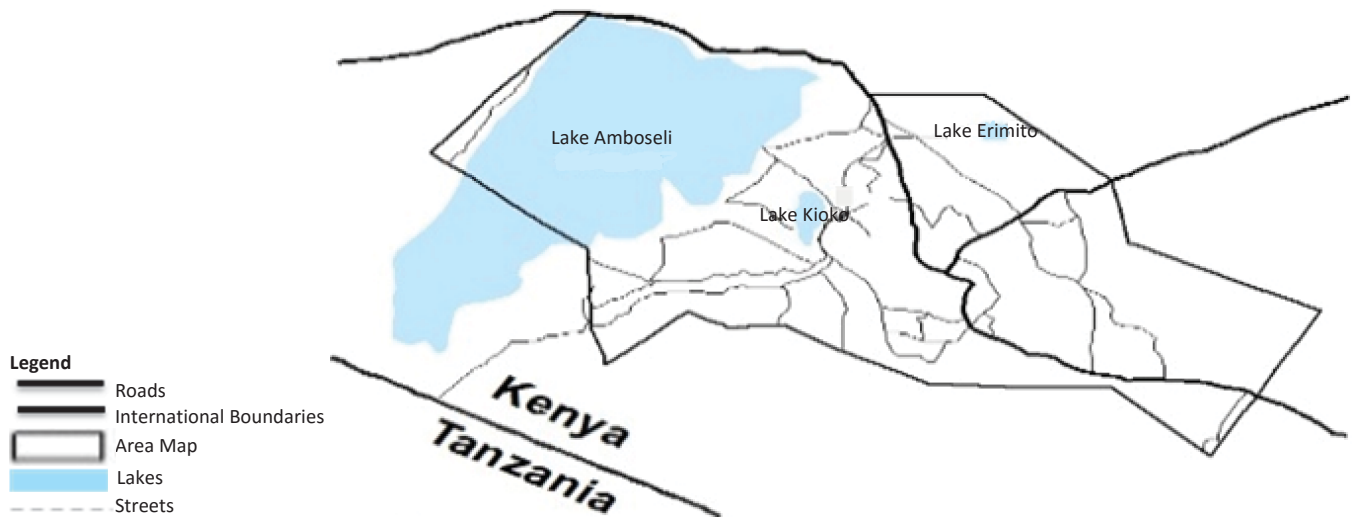 Lake Amboseli
Lake Erimito
Lake Kioko
Kenya
Tanzania
Legend
Roads
International Boundaries
Area Map
Lakes
Streets